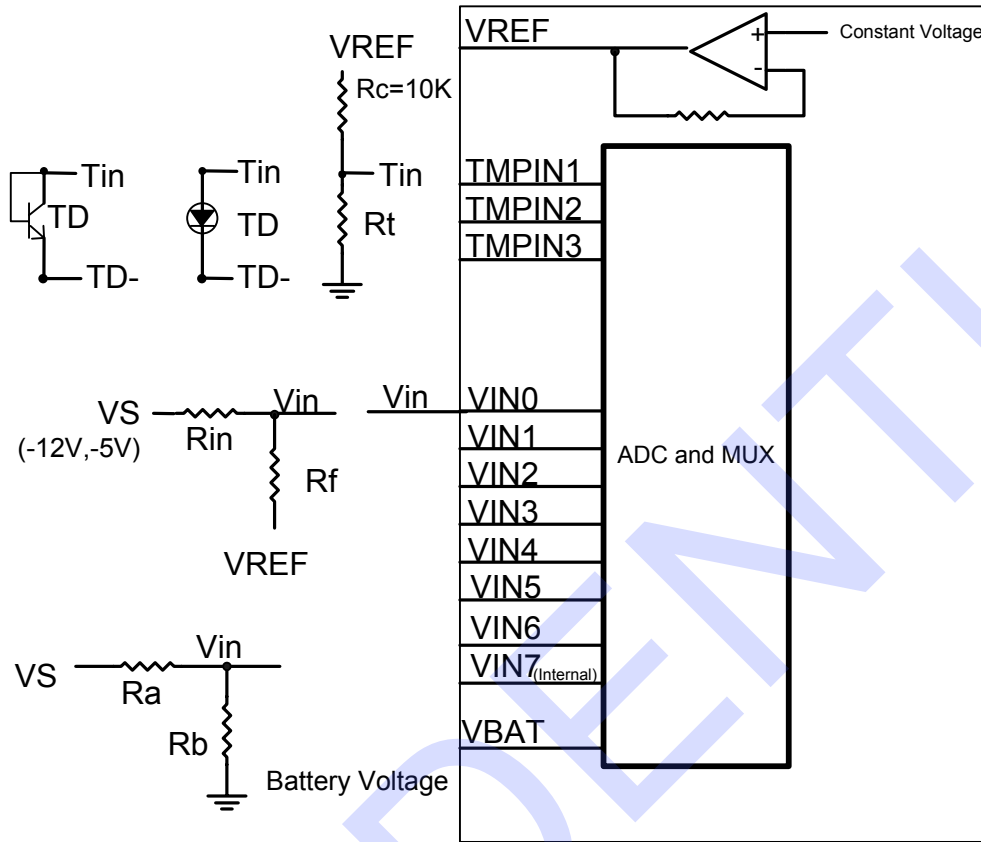 VREF
Constant Voltage
+
-
VREF
Rc=10K
Tin
Rt
Tin
TD
TD-
Tin
TD
TD-
TMPIN1
TMPIN2
TMPIN3
VS
(-12V,-5V)
Rin
Vin
Rf
VREF
Vin
VIN0
VIN1
VIN2
VIN3
VIN4
VIN5
VIN6
VIN7(Internal)
VBAT
ADC and MUX
VS
Ra
Vin
Rb
Battery Voltage
DENTI